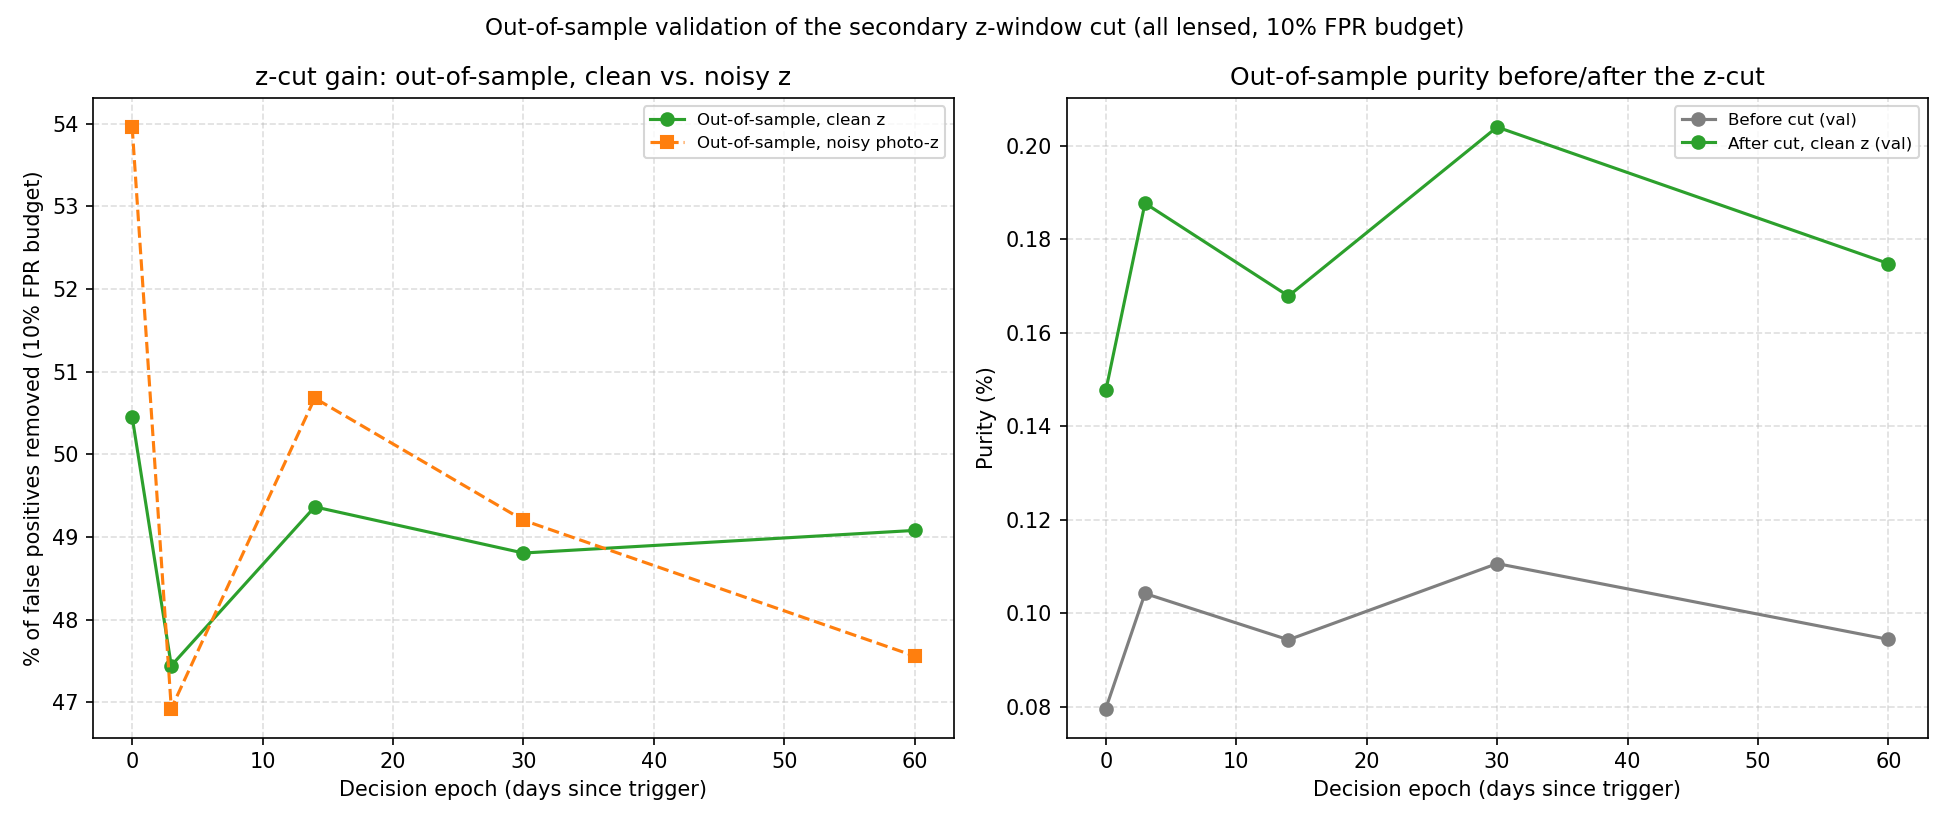 Out-of-sample validation of the secondary z-window cut (all lensed, 10% FPR budget)
z-cut gain: out-of-sample, clean vs. noisy z
% of false positives removed (10% FPR budget)
54
53
52
51
50
49
48
47
Out-of-sample, clean z
Out-of-sample, noisy photo-z
0 10 20 30 40 50 60
Decision epoch (days since trigger)
Out-of-sample purity before/after the z-cut
Purity (%)
0.20
0.18
0.16
0.14
0.12
0.10
0.08
Before cut (val)
After cut, clean z (val)
0 10 20 30 40 50 60
Decision epoch (days since trigger)